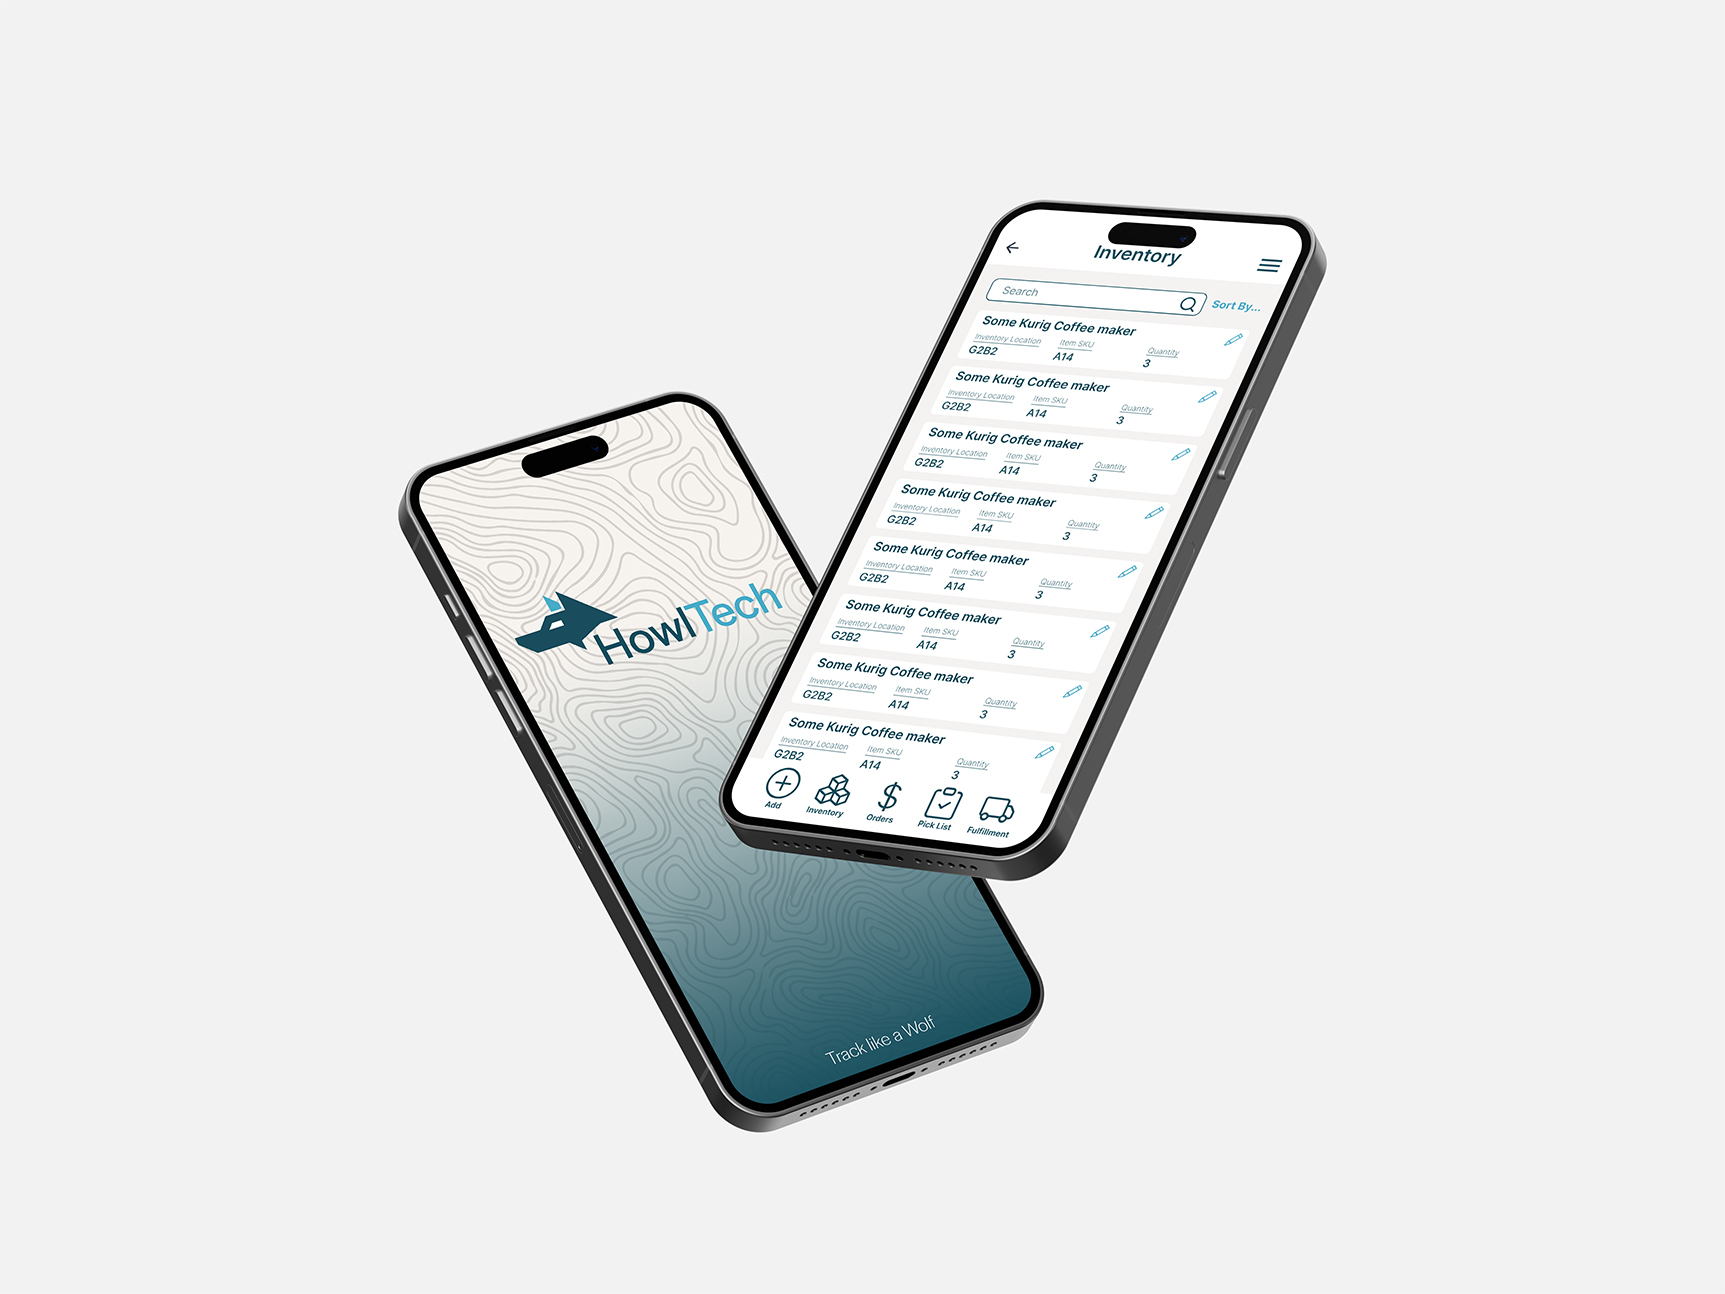 HowlTech
Track like a Wolf
Inventory
Search
Sort By...
Some Kurig Coffee maker
Inventory Location Item SKU Quantity
G2B2 A14 3
Some Kurig Coffee maker
Inventory Location Item SKU Quantity
G2B2 A14 3
Some Kurig Coffee maker
Inventory Location Item SKU Quantity
G2B2 A14 3
Some Kurig Coffee maker
Inventory Location Item SKU Quantity
G2B2 A14 3
Some Kurig Coffee maker
Inventory Location Item SKU Quantity
G2B2 A14 3
Some Kurig Coffee maker
Inventory Location Item SKU Quantity
G2B2 A14 3
Some Kurig Coffee maker
Inventory Location Item SKU Quantity
G2B2 A14 3
Some Kurig Coffee maker
Inventory Location Item SKU Quantity
G2B2 A14 3
Add Inventory Orders Pick List Fulfillment